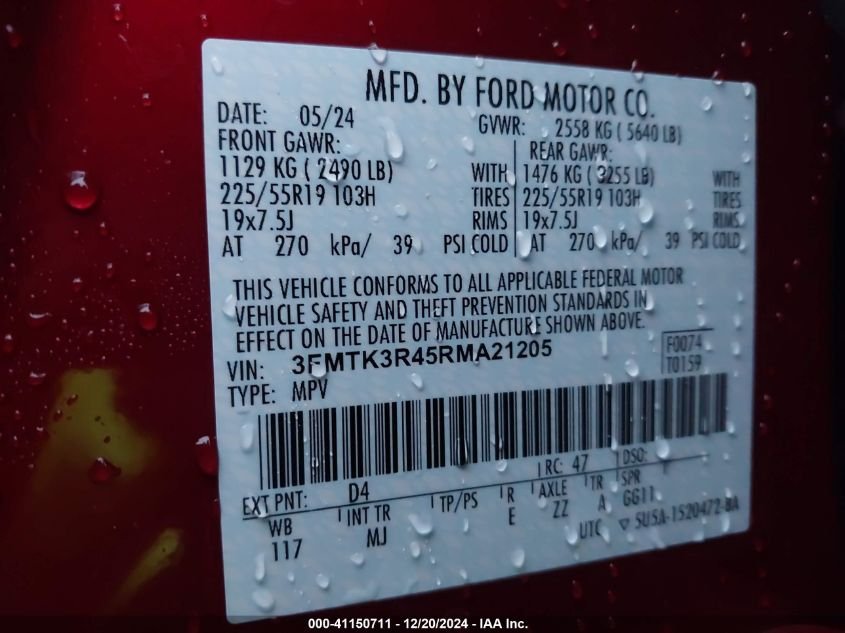 MFD. BY FORD MOTOR CO.
DATE: 05/24 GVWR: 2558 KG ( 5640 LB)
FRONT GAWR: REAR GAWR:
1129 KG ( 2490 LB) WITH 1476 KG ( 3255 LB) WITH
225/55R19 103H TIRES 225/55R19 103H TIRES
19x7.5J RIMS 19x7.5J RIMS
AT 270 kPa/ 39 PSI COLD AT 270 kPa/ 39 PSI COLD
THIS VEHICLE CONFORMS TO ALL APPLICABLE FEDERAL MOTOR
VEHICLE SAFETY AND THEFT PREVENTION STANDARDS IN
EFFECT ON THE DATE OF MANUFACTURE SHOWN ABOVE.
VIN: 3FMTK3R45RMA21205 F0074
TYPE: MPV T0159
EXT PNT: D4 RC: 47 DSO:
WB INT TR TP/PS R AXLE TR SPR
117 MJ E ZZ A GG11
UTC ▽ SU5A-1520472-BA
000-41150711 - 12/20/2024 - IAA Inc.